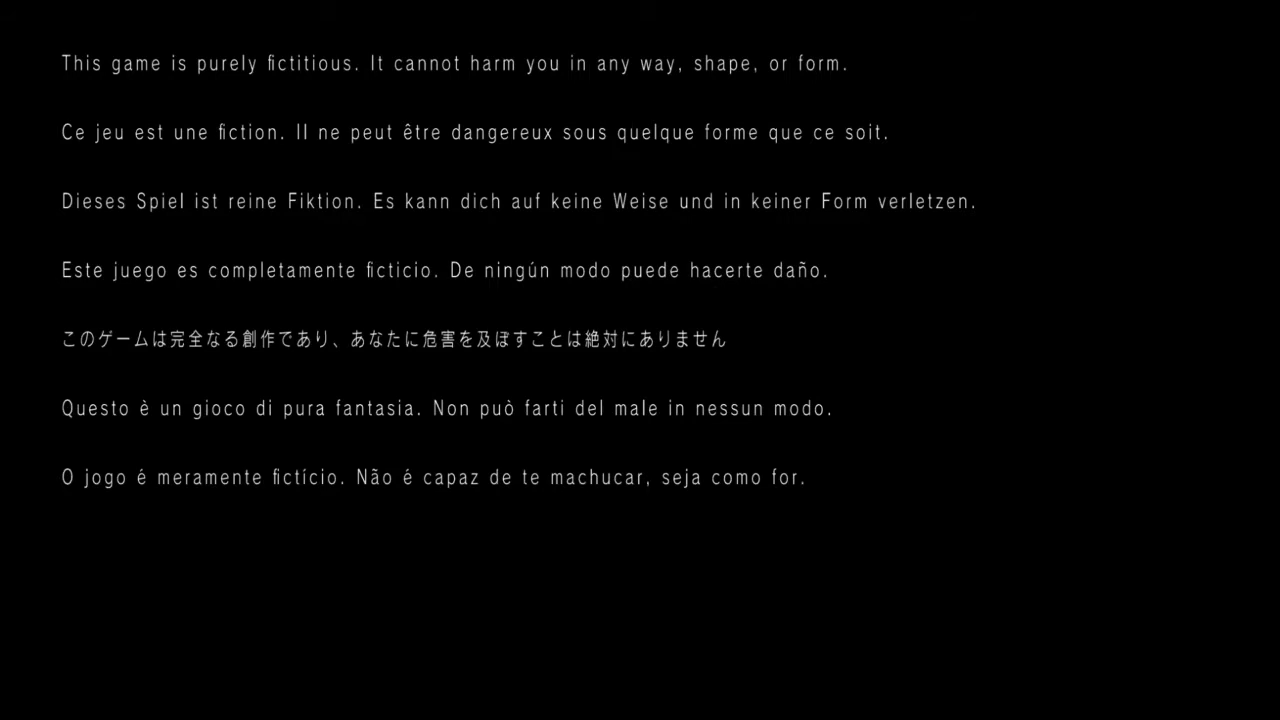 This game is purely fictitious. It cannot harm you in any way, shape, or form.
Ce jeu est une fiction. Il ne peut être dangereux sous quelque forme que ce soit.
Dieses Spiel ist reine Fiktion. Es kann dich auf keine Weise und in keiner Form verletzen.
Este juego es completamente ficticio. De ningún modo puede hacerte daño.
このゲームは完全なる創作であり、あなたに危害を及ぼすことは絶対にありません
Questo è un gioco di pura fantasia. Non può farti del male in nessun modo.
O jogo é meramente fictício. Não é capaz de te machucar, seja como for.